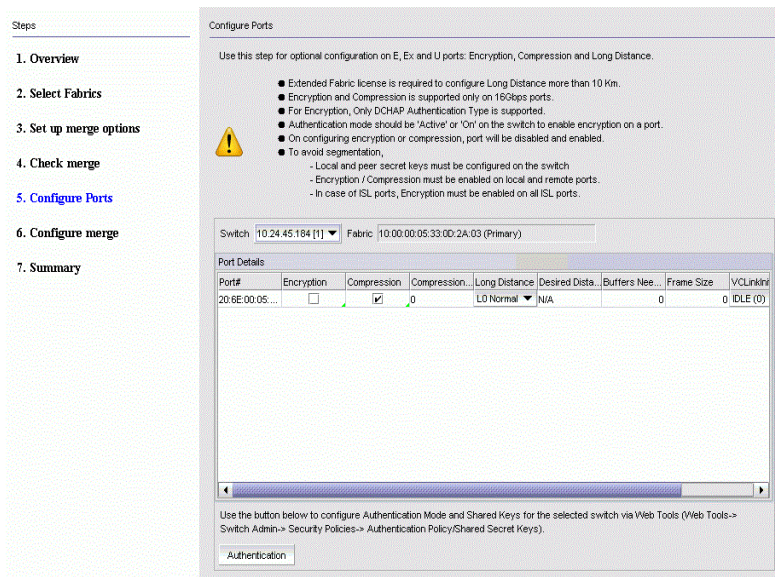 Steps
1. Overview
2. Select Fabrics
3. Set up merge options
4. Check merge
5. Configure Ports
6. Configure merge
7. Summary
Configure Ports
Use this step for optional configuration on E, Ex and U ports: Encryption, Compression and Long Distance.
● Extended Fabric license is required to configure Long Distance more than 10 Km.
● Encryption and Compression is supported only on 16Gbps ports.
● For Encryption, Only DCHAP Authentication Type is supported.
● Authentication mode should be 'Active' or 'On' on the switch to enable encryption on a port.
● On configuring encryption or compression, port will be disabled and enabled.
● To avoid segmentation,
- Local and peer secret keys must be configured on the switch
- Encryption / Compression must be enabled on local and remote ports.
- In case of ISL ports, Encryption must be enabled on all ISL ports.
Switch 10.24.45.184 [1] Fabric 10:00:00:05:33:0D:2A:03 (Primary)
Port Details
Port# Encryption Compression Compression... Long Distance Desired Dista... Buffers Nee... Frame Size VCLinkInit
20:6E:00:05:... 0 L0 Normal N/A 0 0 IDLE (0)
Use the button below to configure Authentication Mode and Shared Keys for the selected switch via Web Tools (Web Tools->
Switch Admin-> Security Policies-> Authentication Policy/Shared Secret Keys).
Authentication